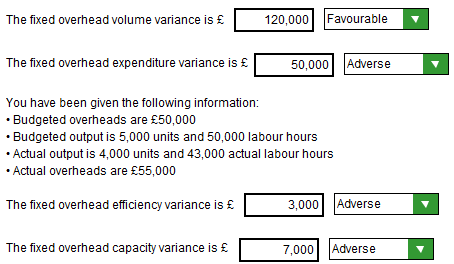 The fixed overhead volume variance is £ 120,000 Favourable
The fixed overhead expenditure variance is £ 50,000 Adverse
You have been given the following information:
• Budgeted overheads are £50,000
• Budgeted output is 5,000 units and 50,000 labour hours
• Actual output is 4,000 units and 43,000 actual labour hours
• Actual overheads are £55,000
The fixed overhead efficiency variance is £ 3,000 Adverse
The fixed overhead capacity variance is £ 7,000 Adverse